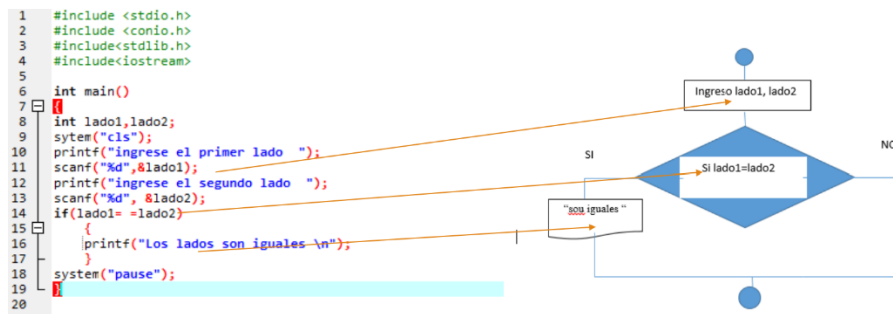 1 #include <stdio.h>
2 #include <conio.h>
3 #include<stdlib.h>
4 #include<iostream>
5
6 int main()
7 {
8 int lado1,lado2;
9 sytem("cls");
10 printf("ingrese el primer lado ");
11 scanf("%d",&lado1);
12 printf("ingrese el segundo lado ");
13 scanf("%d", &lado2);
14 if(lado1= =lado2)
15 {
16 printf("Los lados son iguales \n");
17 }
18 system("pause");
19 }
20
Ingreso lado1, lado2
SI
NO
Si lado1=lado2
"sou iguales "